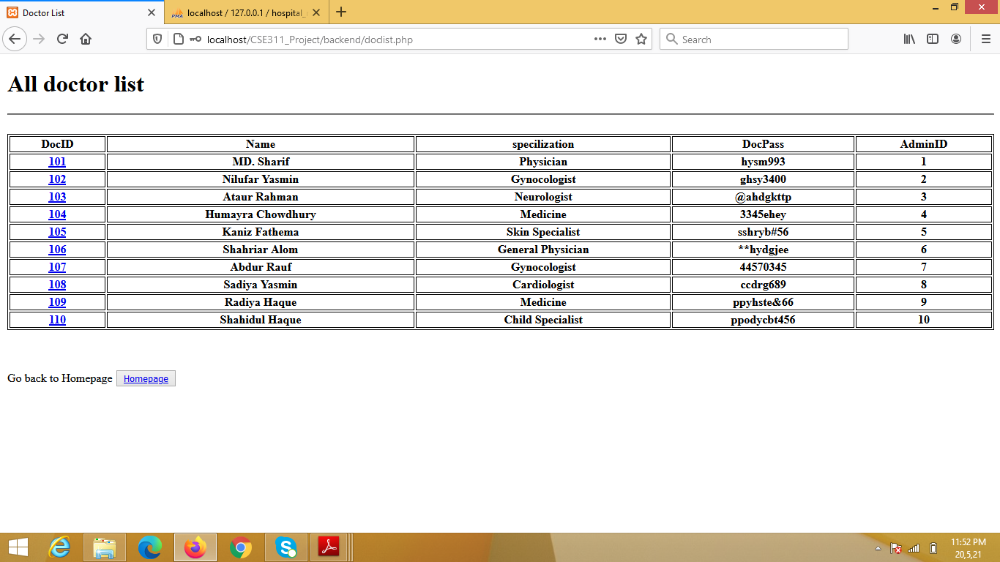 Doctor List
localhost / 127.0.0.1 / hospital_
localhost/CSE311_Project/backend/doclist.php
Search
All doctor list
DocID Name specilization DocPass AdminID
101 MD. Sharif Physician hysm993 1
102 Nilufar Yasmin Gynocologist ghsy3400 2
103 Ataur Rahman Neurologist @ahdgkttp 3
104 Humayra Chowdhury Medicine 3345ehey 4
105 Kaniz Fathema Skin Specialist sshryb#56 5
106 Shahriar Alom General Physician **hydgjee 6
107 Abdur Rauf Gynocologist 44570345 7
108 Sadiya Yasmin Cardiologist ccdrg689 8
109 Radiya Haque Medicine ppyhste&66 9
110 Shahidul Haque Child Specialist ppodycbt456 10
Go back to Homepage Homepage
11:52 PM
20,5,21